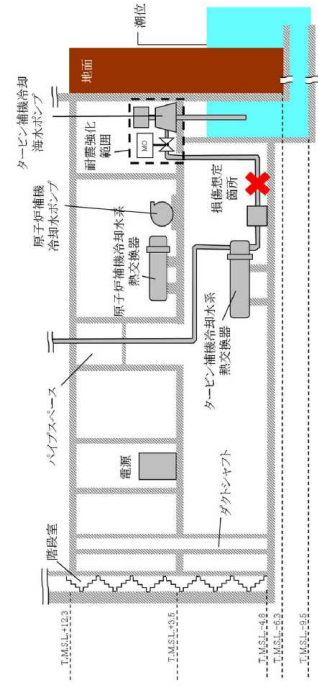 タービン補機冷却
海水ポンプ
地面
潮位
耐震強化
範囲
MO
原子炉補機
冷却水ポンプ
原子炉補機冷却水系
熱交換器
損傷想定
箇所
タービン補機冷却水系
熱交換器
パイプスペース
電源
ダクトシャフト
階段室
T.M.S.L.+12.3
T.M.S.L.+3.5
T.M.S.L.-4.8
T.M.S.L.-6.3
T.M.S.L.-9.5